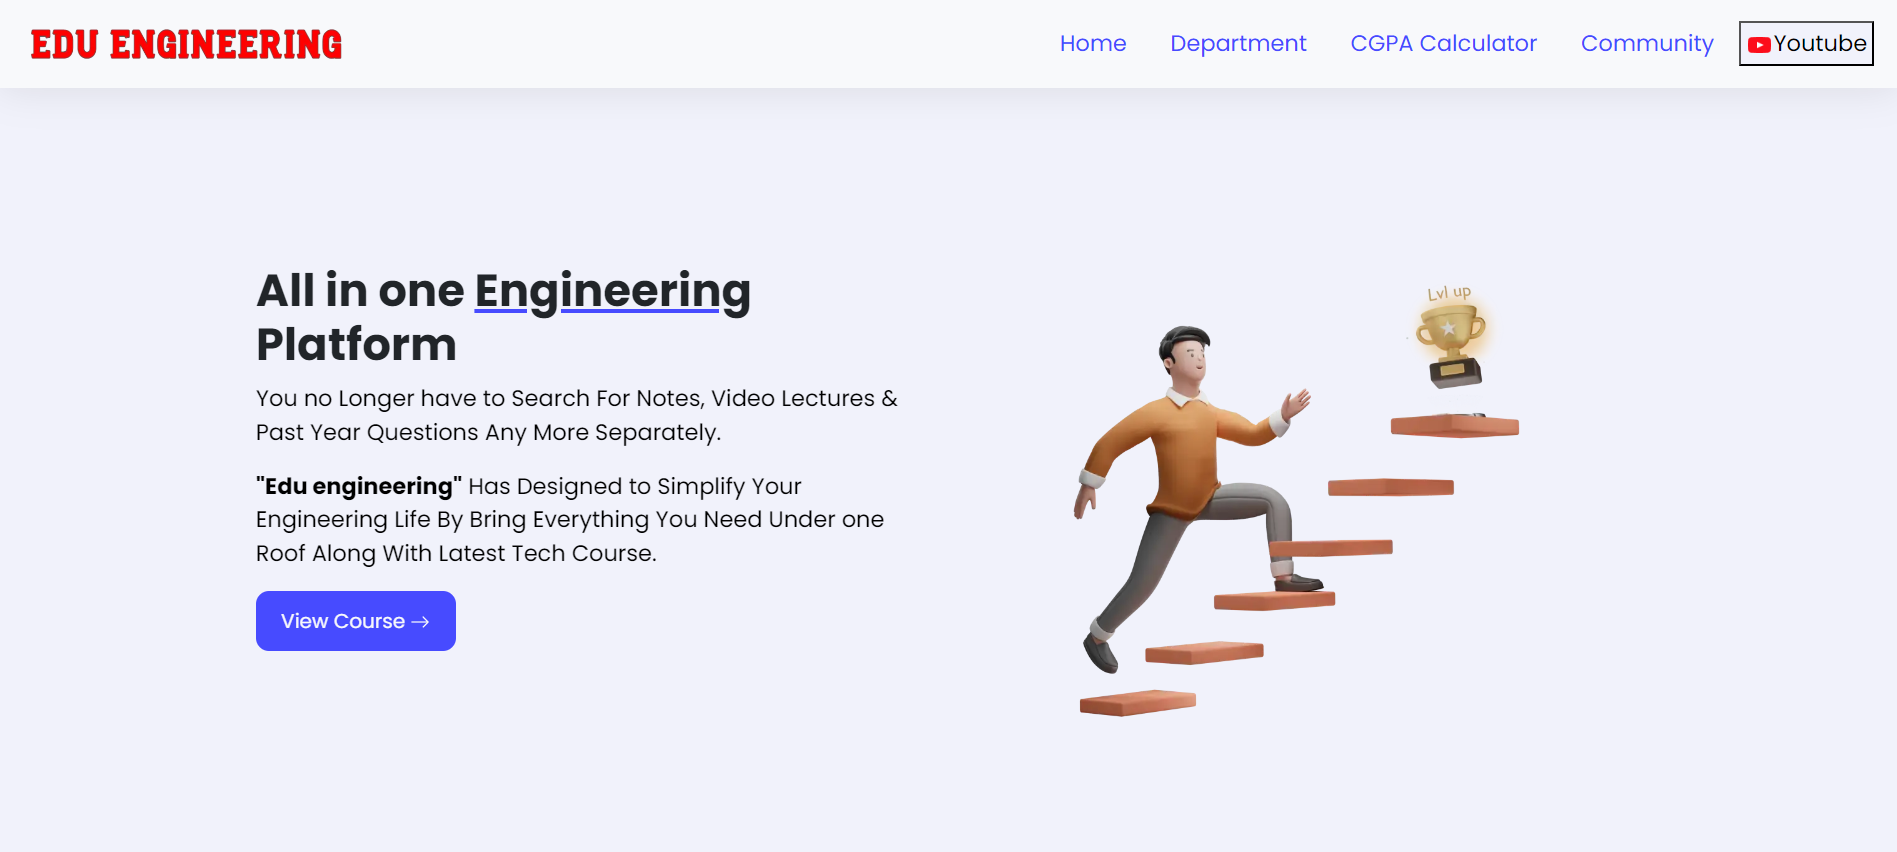 EDU ENGINEERING
Home Department CGPA Calculator Community Youtube
All in one Engineering
Platform
You no Longer have to Search For Notes, Video Lectures &
Past Year Questions Any More Separately.
"Edu engineering" Has Designed to Simplify Your
Engineering Life By Bring Everything You Need Under one
Roof Along With Latest Tech Course.
View Course →
Lvl up